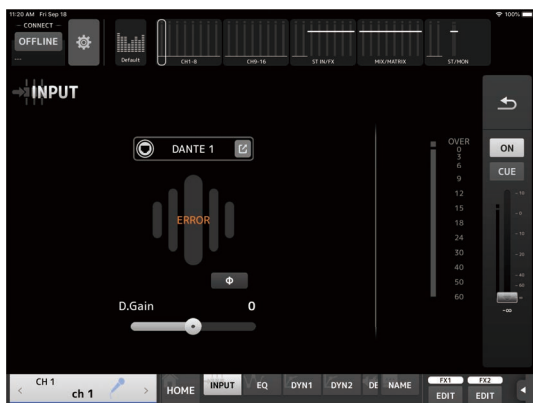 11:20 AM Fri Sep 18
100%
CONNECT
OFFLINE
---
Default
CH1-8
CH9-16
ST IN/FX
MIX/MATRIX
ST/MON
INPUT
DANTE 1
ERROR
Φ
D.Gain 0
OVER
0
3
6
9
12
15
18
24
30
40
50
60
ON
CUE
-∞
CH 1
ch 1
HOME
INPUT
EQ
DYN1
DYN2
DE
NAME
FX1
EDIT
FX2
EDIT